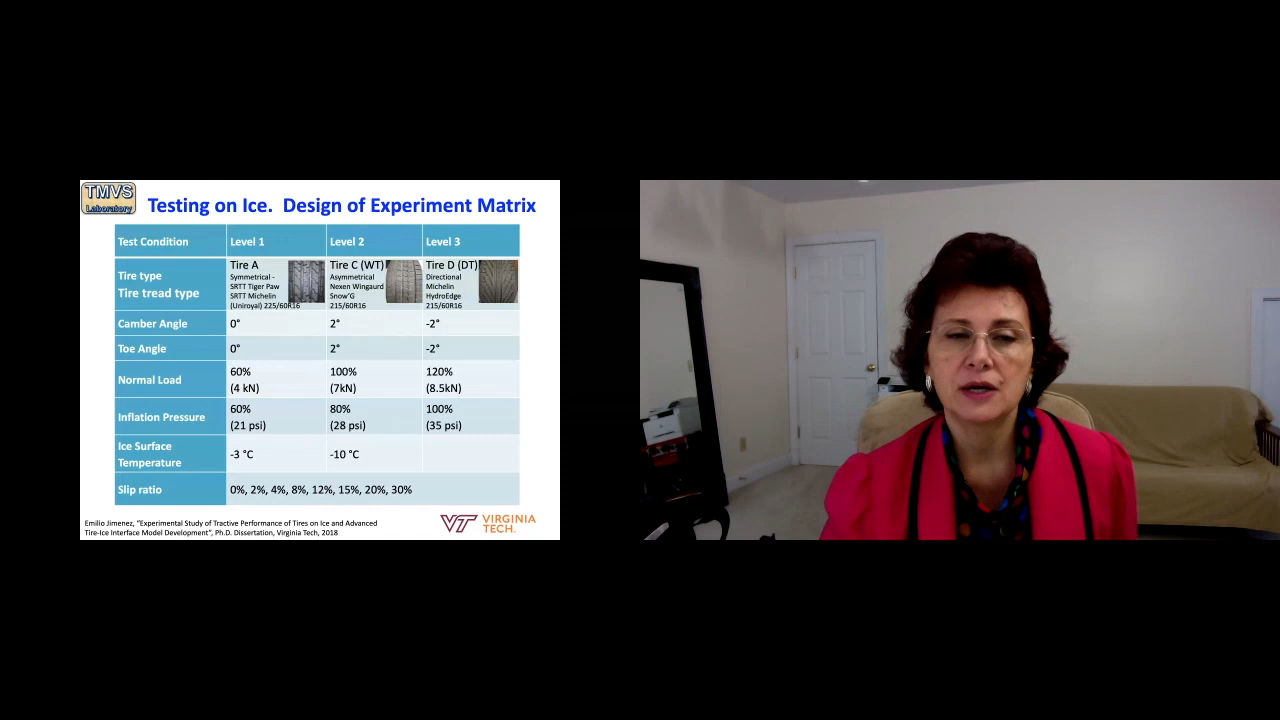 TMVS
Laboratory
Testing on Ice. Design of Experiment Matrix
Test Condition Level 1 Level 2 Level 3
Tire type
Tire tread type
Tire A
Symmetrical -
SRTT Tiger Paw
SRTT Michelin
(Uniroyal) 225/60R16
Tire C (WT)
Asymmetrical
Nexen Winguard
Snow'G
215/60R16
Tire D (DT)
Directional
Michelin
HydroEdge
215/60R16
Camber Angle 0° 2° -2°
Toe Angle 0° 2° -2°
Normal Load
60%
(4 kN)
100%
(7kN)
120%
(8.5kN)
Inflation Pressure
60%
(21 psi)
80%
(28 psi)
100%
(35 psi)
Ice Surface
Temperature
-3 °C -10 °C
Slip ratio 0%, 2%, 4%, 8%, 12%, 15%, 20%, 30%
Emilio Jimenez, "Experimental Study of Tractive Performance of Tires on Ice and Advanced
Tire-Ice Interface Model Development", Ph.D. Dissertation, Virginia Tech, 2018
VT VIRGINIA
TECH.